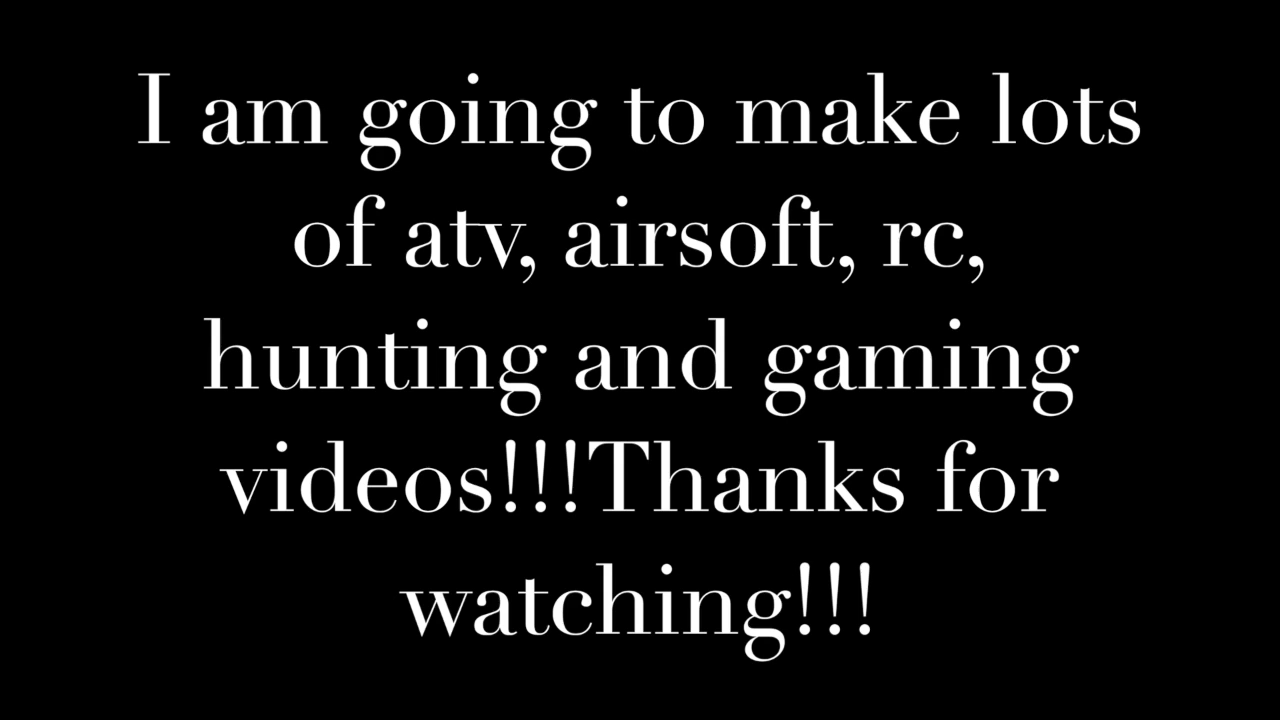 I am going to make lots
of atv, airsoft, rc,
hunting and gaming
videos!!!Thanks for
watching!!!